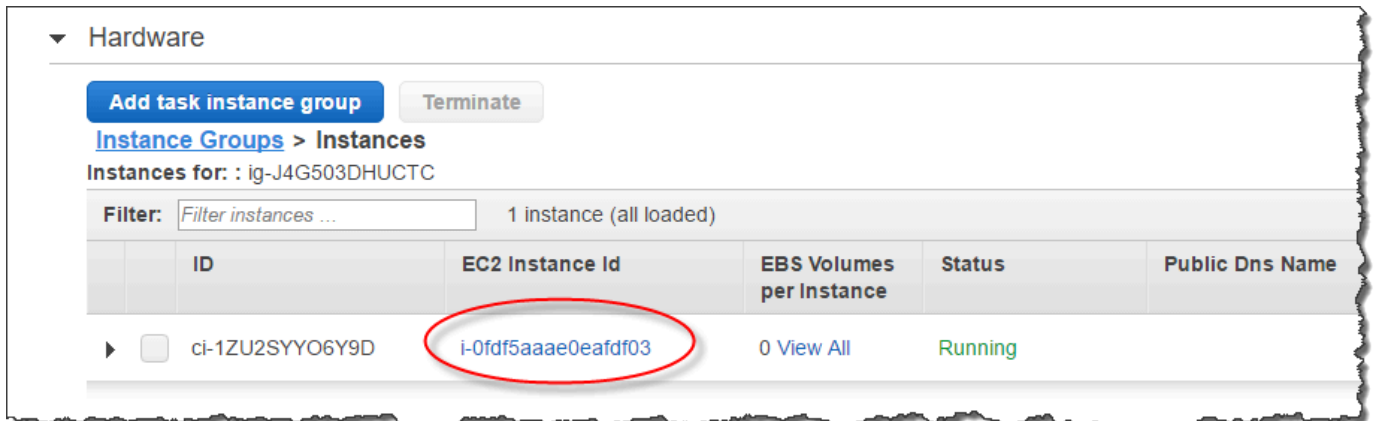 Hardware
Add task instance group Terminate
Instance Groups > Instances
Instances for: : ig-J4G503DHUCTC
Filter: Filter instances ... 1 instance (all loaded)
ID EC2 Instance Id EBS Volumes per Instance Status Public Dns Name
ci-1ZU2SYYO6Y9D i-0fdf5aaae0eafdf03 0 View All Running